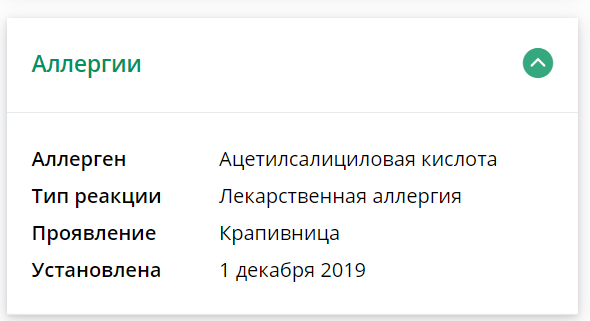 Аллергии
Аллерген Ацетилсалициловая кислота
Тип реакции Лекарственная аллергия
Проявление Крапивница
Установлена 1 декабря 2019